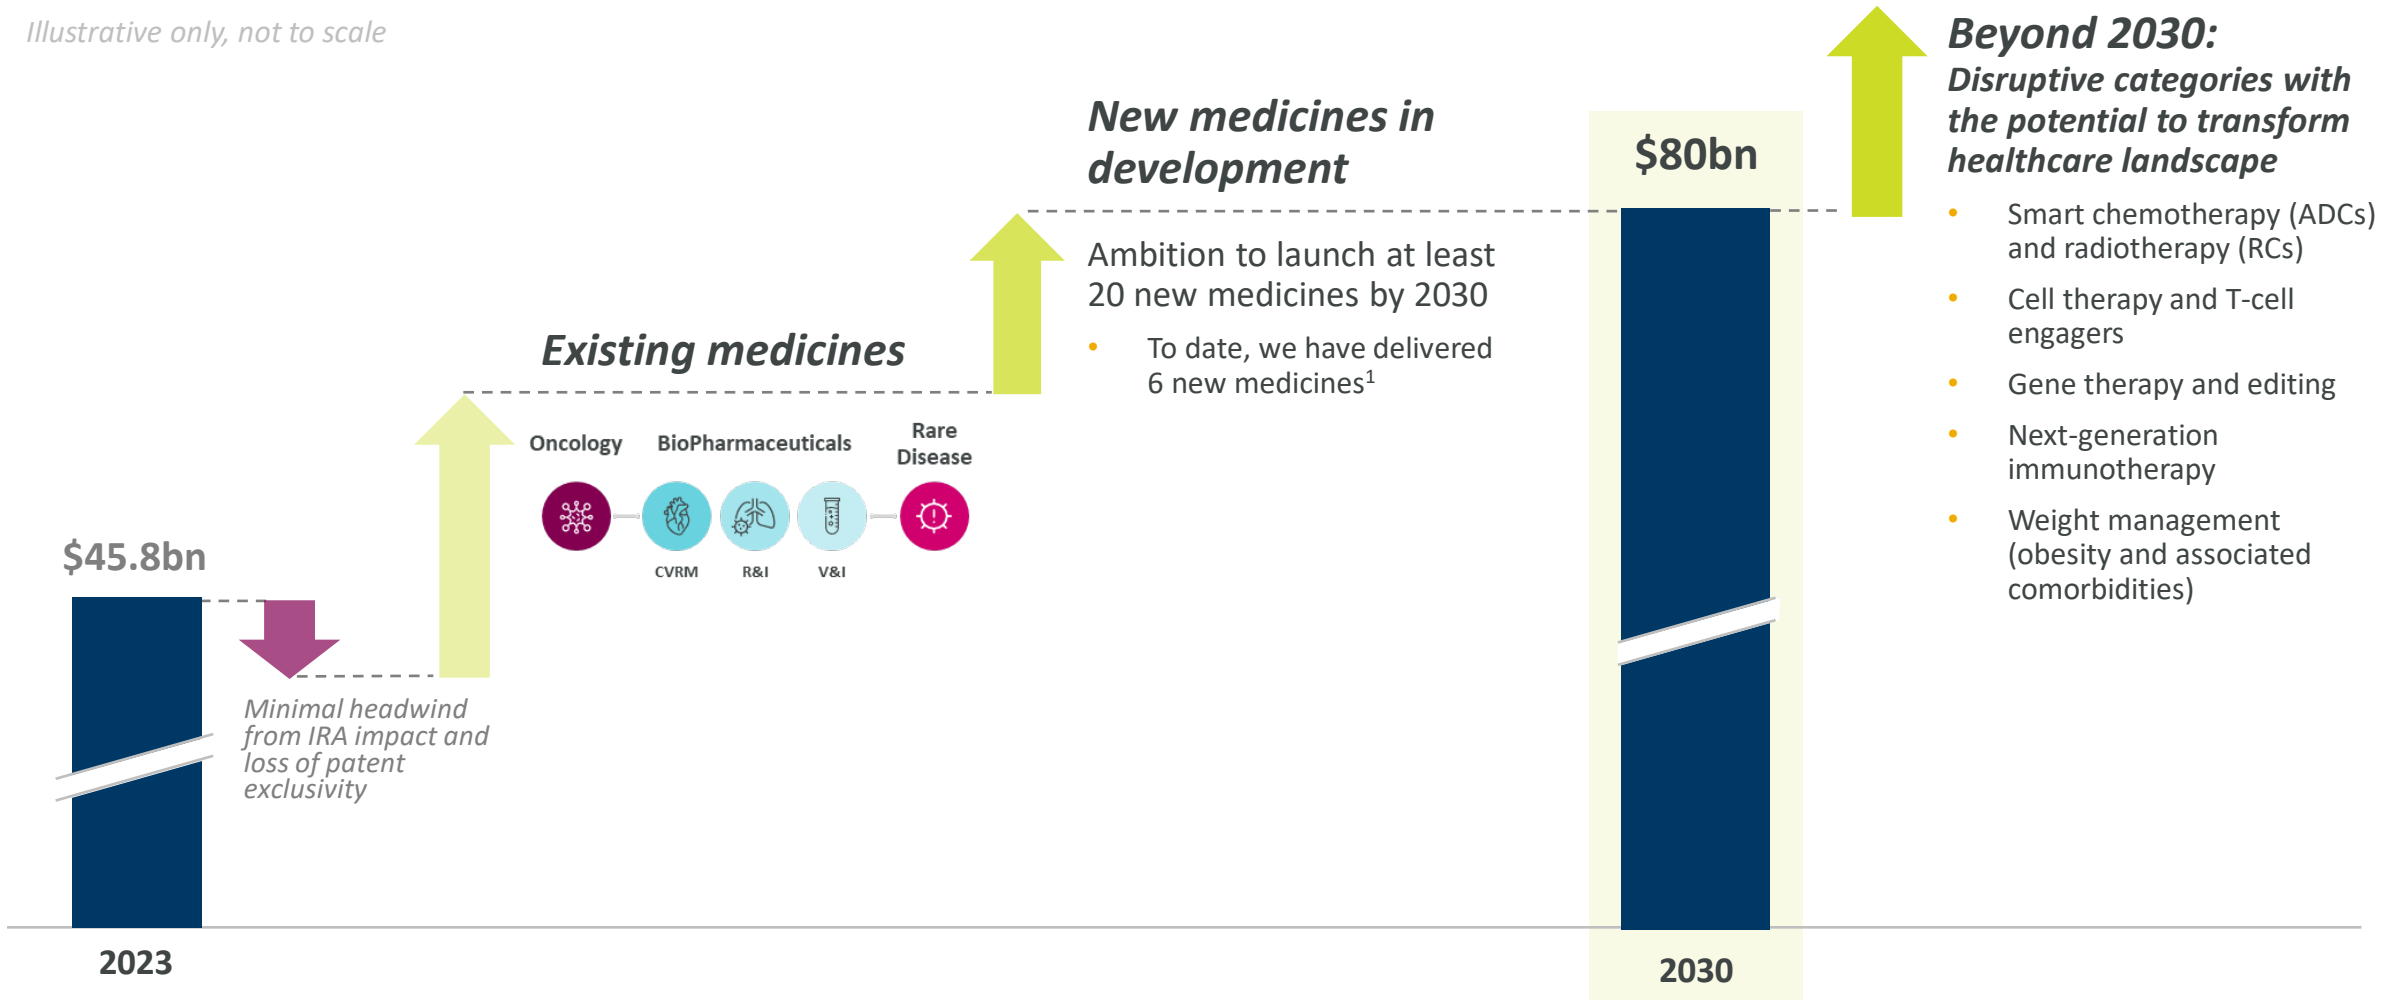 Illustrative only, not to scale
$45.8bn
2023
Minimal headwind
from IRA impact and
loss of patent
exclusivity
Existing medicines
Oncology
BioPharmaceuticals
Rare
Disease
CVRM
R&I
V&I
New medicines in
development
Ambition to launch at least
20 new medicines by 2030
• To date, we have delivered
6 new medicines¹
$80bn
2030
Beyond 2030:
Disruptive categories with
the potential to transform
healthcare landscape
• Smart chemotherapy (ADCs)
and radiotherapy (RCs)
• Cell therapy and T-cell
engagers
• Gene therapy and editing
• Next-generation
immunotherapy
• Weight management
(obesity and associated
comorbidities)